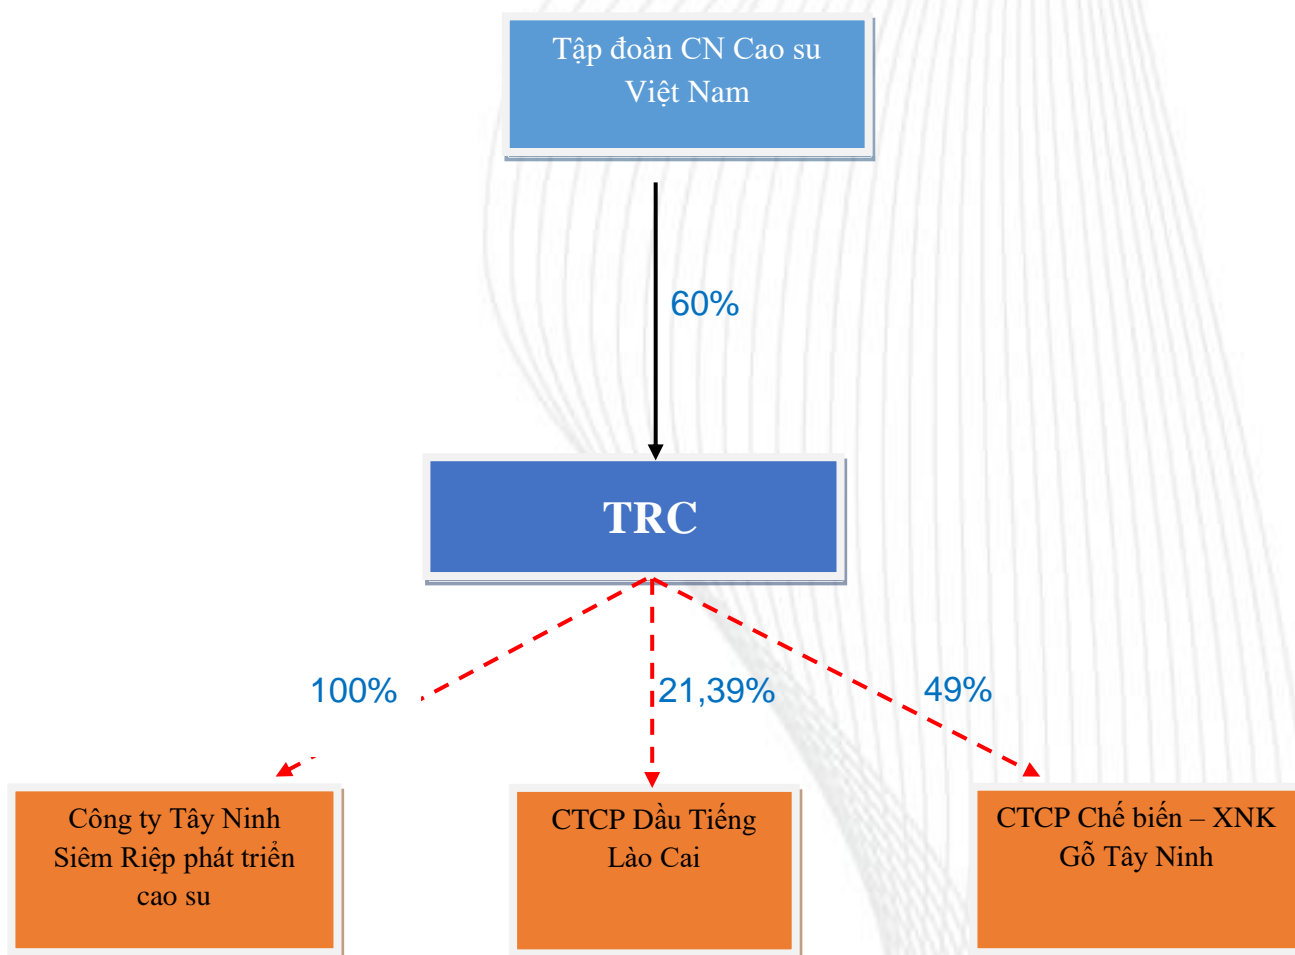 Tập đoàn CN Cao su
Việt Nam
60%
TRC
100%
21,39%
49%
Công ty Tây Ninh
Siêm Riệp phát triển
cao su
CTCP Dầu Tiếng
Lào Cai
CTCP Chế biến – XNK
Gỗ Tây Ninh